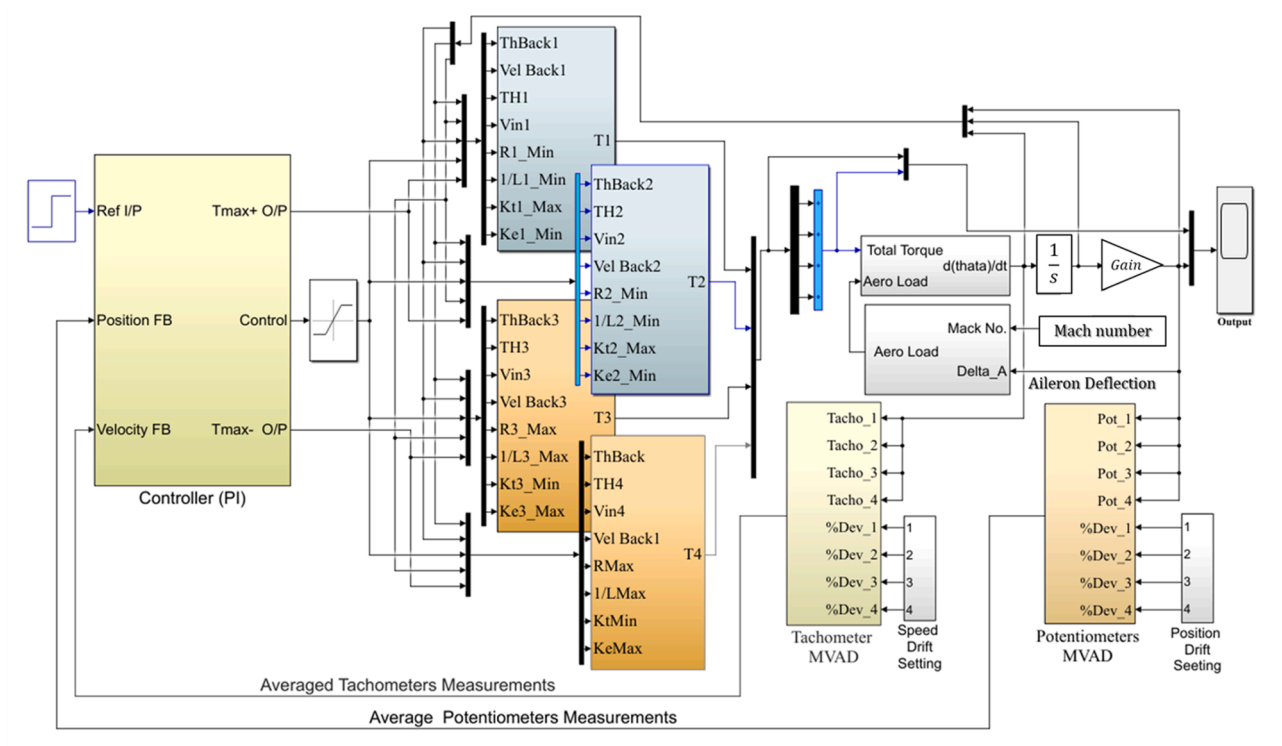 Ref I/P
Tmax+ O/P
Position FB
Control
Velocity FB
Tmax- O/P
Controller (PI)
ThBack1
Vel Back1
TH1
Vin1
R1_Min
1/L1_Min
Kt1_Max
Ke1_Min
T1
ThBack2
TH2
Vin2
Vel Back2
R2_Min
1/L2_Min
Kt2_Max
Ke2_Min
T2
ThBack3
TH3
Vin3
Vel Back3
R3_Max
1/L3_Max
Kt3_Min
Ke3_Max
T3
ThBack
TH4
Vin4
Vel Back1
RMax
1/LMax
KtMin
KeMax
T4
Total Torque
d(thata)/dt
Aero Load
1
s
Gain
Output
Mack No.
Aero Load
Delta_A
Mach number
Aileron Deflection
Tacho_1
Tacho_2
Tacho_3
Tacho_4
%Dev_1
%Dev_2
%Dev_3
%Dev_4
Tachometer
MVAD
1
2
3
4
Speed
Drift
Setting
Pot_1
Pot_2
Pot_3
Pot_4
%Dev_1
%Dev_2
%Dev_3
%Dev_4
Potentiometers
MVAD
1
2
3
4
Position
Drift
Seeting
Averaged Tachometers Measurements
Average Potentiometers Measurements